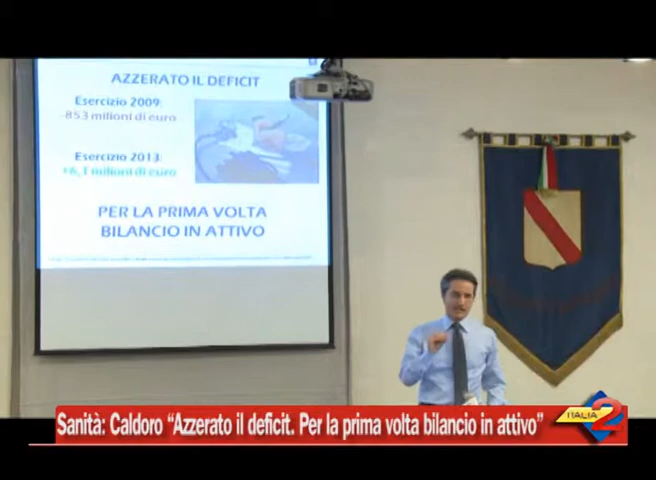 AZZERATO IL DEFICIT
Esercizio 2009:
-853 milioni di euro
Esercizio 2013:
+6,1 milioni di euro
PER LA PRIMA VOLTA
BILANCIO IN ATTIVO
Sanità: Caldoro “Azzerato il deficit. Per la prima volta bilancio in attivo”
ITALIA 2